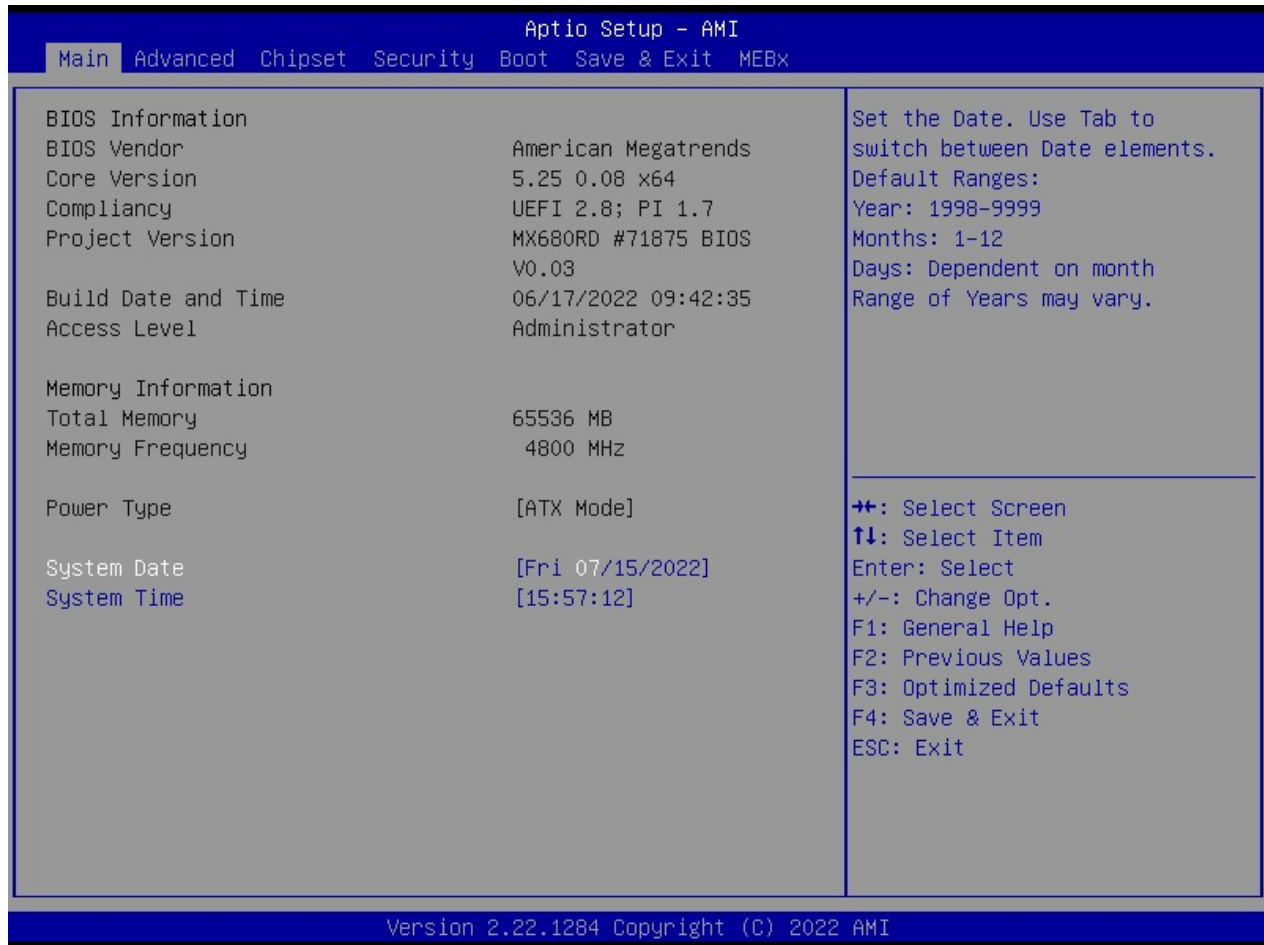 Aptio Setup – AMI
Main Advanced Chipset Security Boot Save & Exit MEBx
BIOS Information
BIOS Vendor American Megatrends
Core Version 5.25 0.08 x64
Compliancy UEFI 2.8; PI 1.7
Project Version MX680RD #71875 BIOS
V0.03
Build Date and Time 06/17/2022 09:42:35
Access Level Administrator
Memory Information
Total Memory 65536 MB
Memory Frequency 4800 MHz
Power Type [ATX Mode]
System Date [Fri 07/15/2022]
System Time [15:57:12]
Set the Date. Use Tab to
switch between Date elements.
Default Ranges:
Year: 1998-9999
Months: 1-12
Days: Dependent on month
Range of Years may vary.
→←: Select Screen
↑↓: Select Item
Enter: Select
+/-: Change Opt.
F1: General Help
F2: Previous Values
F3: Optimized Defaults
F4: Save & Exit
ESC: Exit
Version 2.22.1284 Copyright (C) 2022 AMI